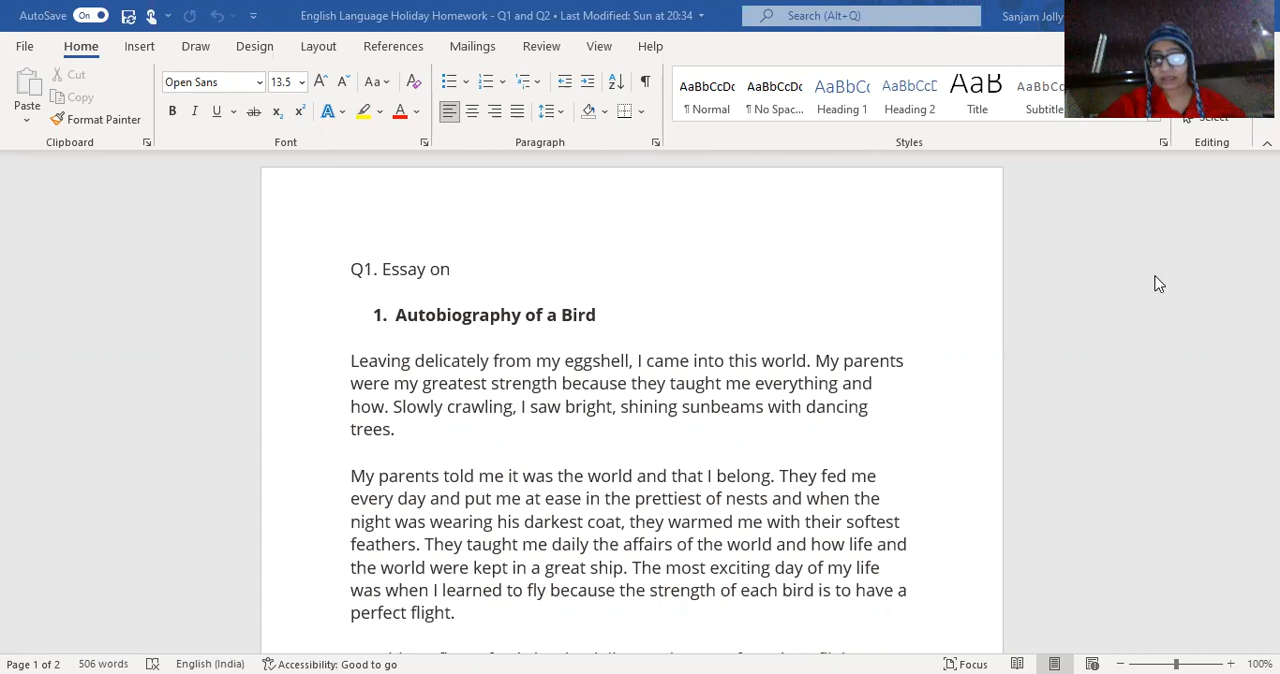 AutoSave On English Language Holiday Homework - Q1 and Q2 • Last Modified: Sun at 20:34 Search (Alt+Q) Sanjam Jolly
File Home Insert Draw Design Layout References Mailings Review View Help
Paste
Cut
Copy
Format Painter
Clipboard
Open Sans 13.5
Font
Paragraph
AaBbCcDc AaBbCcDc AaBbCc AaBbCcD AaB AaBbCc
¶ Normal ¶ No Spac... Heading 1 Heading 2 Title Subtitle
Styles
Select
Editing
Q1. Essay on
1. Autobiography of a Bird
Leaving delicately from my eggshell, I came into this world. My parents
were my greatest strength because they taught me everything and
how. Slowly crawling, I saw bright, shining sunbeams with dancing
trees.
My parents told me it was the world and that I belong. They fed me
every day and put me at ease in the prettiest of nests and when the
night was wearing his darkest coat, they warmed me with their softest
feathers. They taught me daily the affairs of the world and how life and
the world were kept in a great ship. The most exciting day of my life
was when I learned to fly because the strength of each bird is to have a
perfect flight.
Page 1 of 2 506 words English (India) Accessibility: Good to go Focus 100%